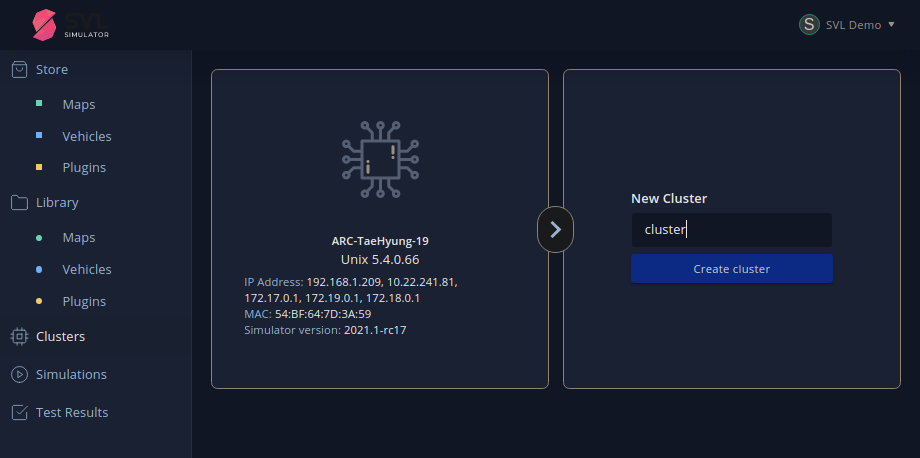 SVL
SIMULATOR
S SVL Demo
Store
Maps
Vehicles
Plugins
Library
Maps
Vehicles
Plugins
Clusters
Simulations
Test Results
ARC-TaeHyung-19
Unix 5.4.0.66
IP Address: 192.168.1.209, 10.22.241.81,
172.17.0.1, 172.19.0.1, 172.18.0.1
MAC: 54:BF:64:7D:3A:59
Simulator version: 2021.1-rc17
New Cluster
cluster
Create cluster